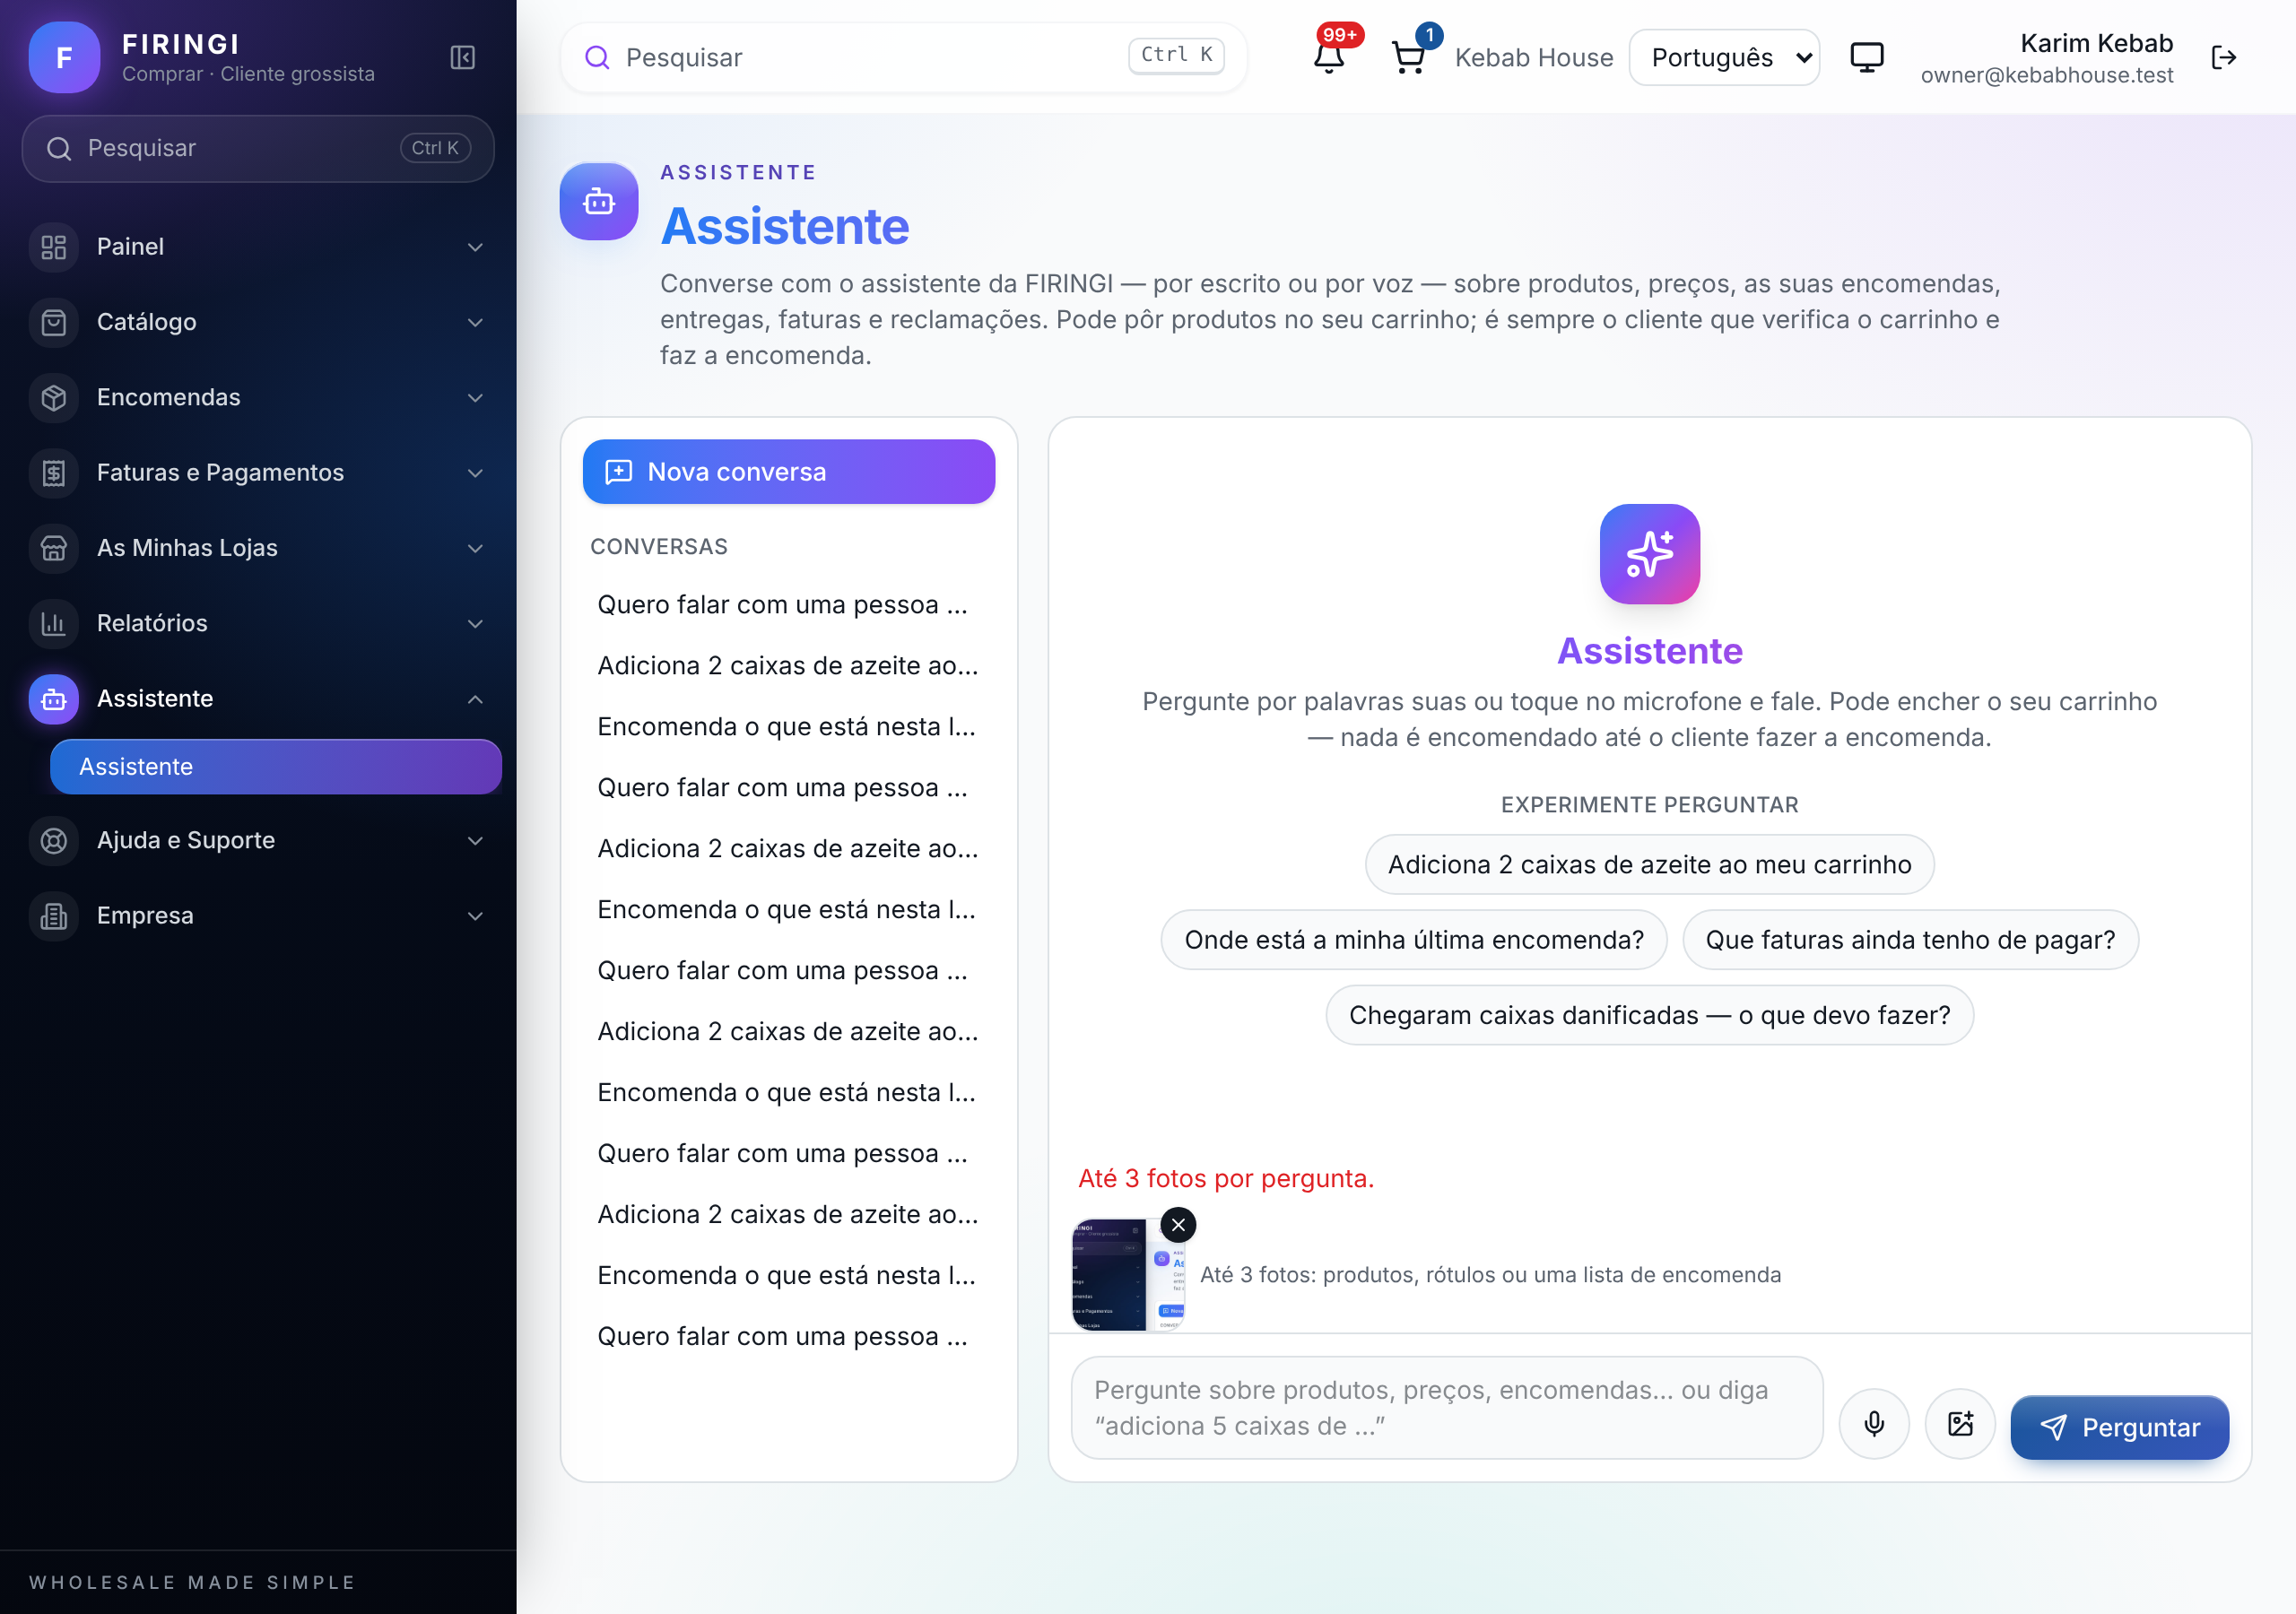 F
FIRINGI
Comprar · Cliente grossista
Pesquisar
Ctrl K
Painel
Catálogo
Encomendas
Faturas e Pagamentos
As Minhas Lojas
Relatórios
Assistente
Assistente
Ajuda e Suporte
Empresa
WHOLESALE MADE SIMPLE
Pesquisar
Ctrl K
99+
1
Kebab House
Português
Karim Kebab
owner@kebabhouse.test
ASSISTENTE
Assistente
Converse com o assistente da FIRINGI — por escrito ou por voz — sobre produtos, preços, as suas encomendas,
entregas, faturas e reclamações. Pode pôr produtos no seu carrinho; é sempre o cliente que verifica o carrinho e
faz a encomenda.
Nova conversa
CONVERSAS
Quero falar com uma pessoa ...
Adiciona 2 caixas de azeite ao...
Encomenda o que está nesta l...
Quero falar com uma pessoa ...
Adiciona 2 caixas de azeite ao...
Encomenda o que está nesta l...
Quero falar com uma pessoa ...
Adiciona 2 caixas de azeite ao...
Encomenda o que está nesta l...
Quero falar com uma pessoa ...
Adiciona 2 caixas de azeite ao...
Encomenda o que está nesta l...
Quero falar com uma pessoa ...
Assistente
Pergunte por palavras suas ou toque no microfone e fale. Pode encher o seu carrinho
— nada é encomendado até o cliente fazer a encomenda.
EXPERIMENTE PERGUNTAR
Adiciona 2 caixas de azeite ao meu carrinho
Onde está a minha última encomenda?
Que faturas ainda tenho de pagar?
Chegaram caixas danificadas — o que devo fazer?
Até 3 fotos por pergunta.
Até 3 fotos: produtos, rótulos ou uma lista de encomenda
Pergunte sobre produtos, preços, encomendas... ou diga
“adiciona 5 caixas de ...”
Perguntar